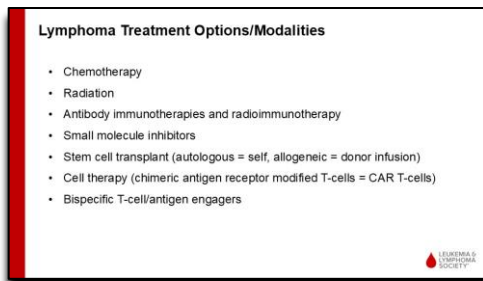 Lymphoma Treatment Options/Modalities
• Chemotherapy
• Radiation
• Antibody immunotherapies and radioimmunotherapy
• Small molecule inhibitors
• Stem cell transplant (autologous = self, allogeneic = donor infusion)
• Cell therapy (chimeric antigen receptor modified T-cells = CAR T-cells)
• Bispecific T-cell/antigen engagers
LEUKEMIA &
LYMPHOMA
SOCIETY